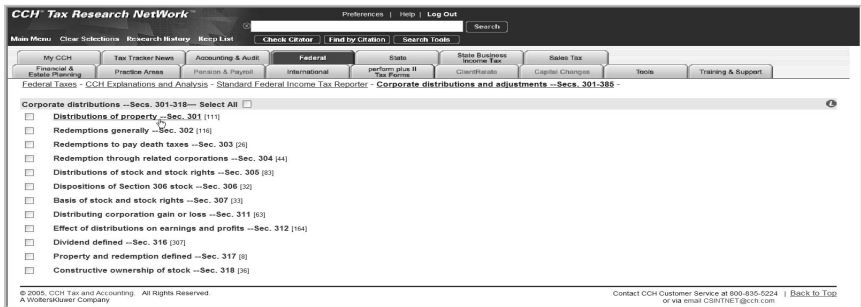 CCH® Tax Research NetWork™
Preferences | Help | Log Out
Search
Main Menu Clear Selections Research History Keep List Check Citator Find by Citation Search Tools
My CCH Tax Tracker News Accounting & Audit Federal State State Business Income Tax Sales Tax
Financial & Estate Planning Practice Areas Pension & Payroll International perform plus II Tax Forms ClientRelate Capital Changes Tools Training & Support
Federal Taxes - CCH Explanations and Analysis - Standard Federal Income Tax Reporter - Corporate distributions and adjustments --Secs. 301-385 -
Corporate distributions --Secs. 301-318— Select All
Distributions of property --Sec. 301 [111]
Redemptions generally --Sec. 302 [116]
Redemptions to pay death taxes --Sec. 303 [26]
Redemption through related corporations --Sec. 304 [44]
Distributions of stock and stock rights --Sec. 305 [83]
Dispositions of Section 306 stock --Sec. 306 [32]
Basis of stock and stock rights --Sec. 307 [33]
Distributing corporation gain or loss --Sec. 311 [63]
Effect of distributions on earnings and profits --Sec. 312 [164]
Dividend defined --Sec. 316 [307]
Property and redemption defined --Sec. 317 [8]
Constructive ownership of stock --Sec. 318 [36]
© 2005, CCH Tax and Accounting. All Rights Reserved.
A WoltersKluwer Company
Contact CCH Customer Service at 800-835-5224 | Back to Top
or via email CSINTNET@cch.com